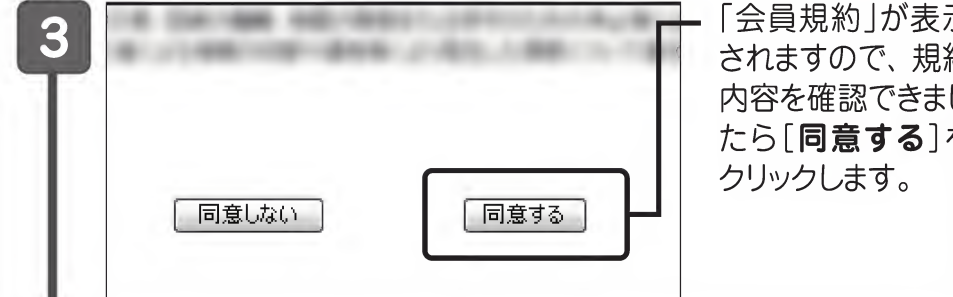 3
「会員規約」が表示
されますので、規約
内容を確認できまし
たら[同意する]を
クリックします。
同意しない
同意する